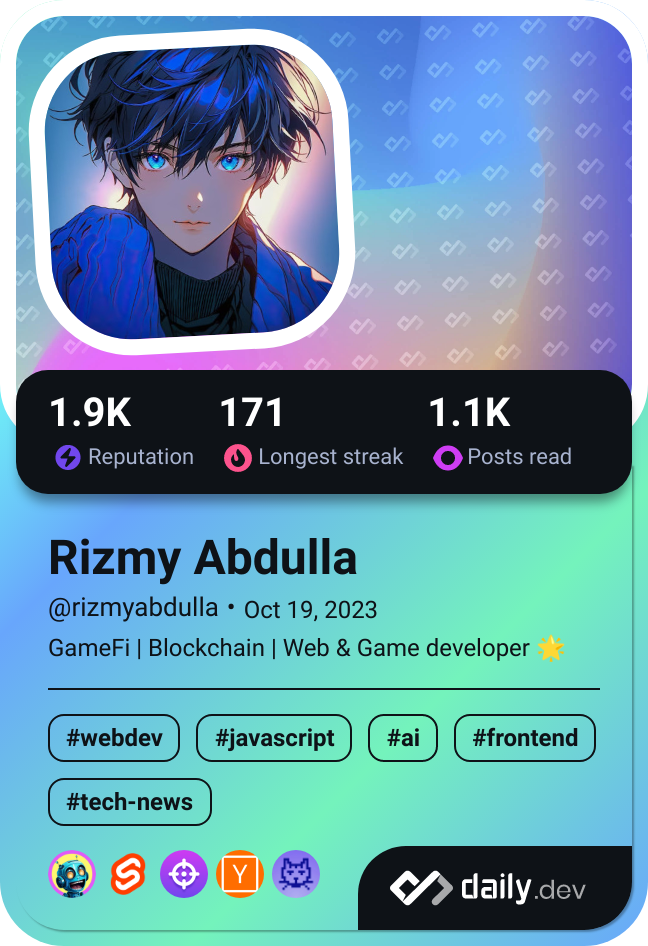 1.9K 171 1.1K
Reputation Longest streak Posts read
Rizmy Abdulla
@rizmyabdulla • Oct 19, 2023
GameFi | Blockchain | Web & Game developer 🌟
#webdev #javascript #ai #frontend
#tech-news
Y
daily.dev